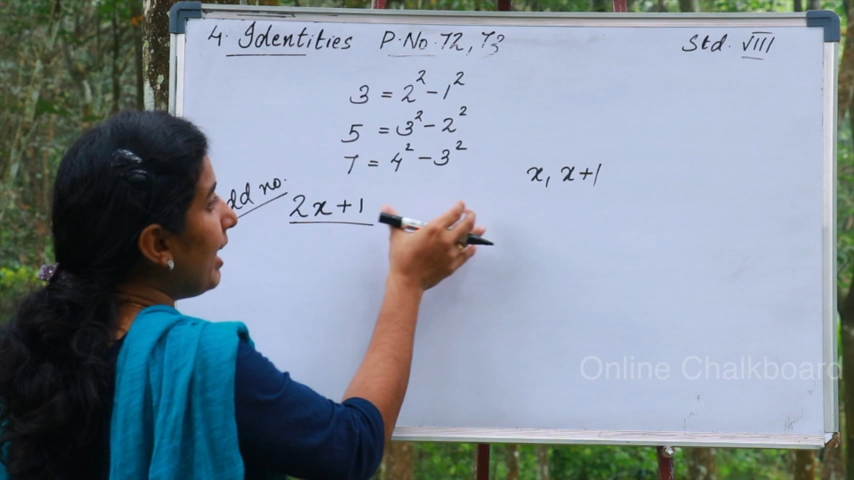 4. Identities P.No.72, 73 Std. VIII
3 = 2² - 1²
5 = 3² - 2²
7 = 4² - 3²
x, x+1
dd no. 2x+1
Online Chalkboard